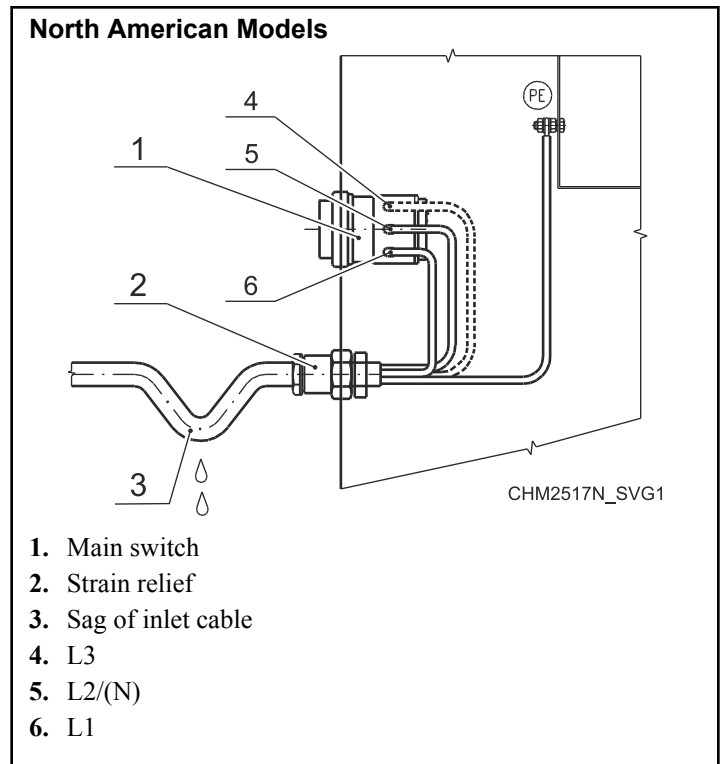 North American Models
PE
4
1
5
6
2
3
CHM2517N_SVG1
1. Main switch
2. Strain relief
3. Sag of inlet cable
4. L3
5. L2/(N)
6. L1